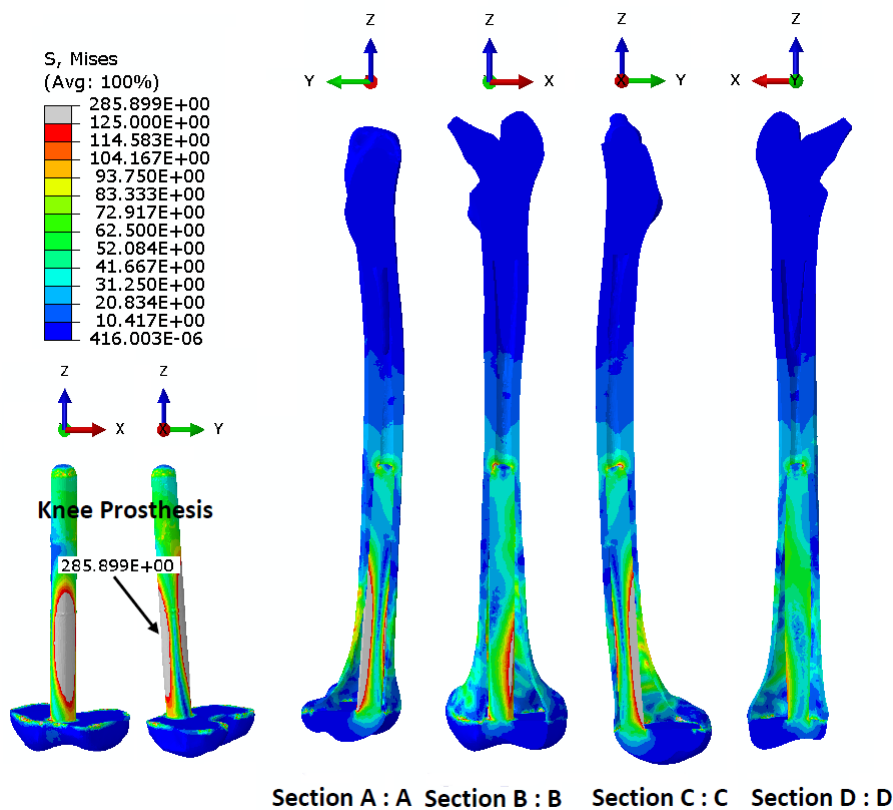 Z
Z
Z
Z
Y
X
Y
X
S, Mises
(Avg: 100%)
285.899E+00
125.000E+00
114.583E+00
104.167E+00
93.750E+00
83.333E+00
72.917E+00
62.500E+00
52.084E+00
41.667E+00
31.250E+00
20.834E+00
10.417E+00
416.003E-06
Z
Z
X
X
Y
Knee Prosthesis
285.899E+00
Section A : A
Section B : B
Section C : C
Section D : D